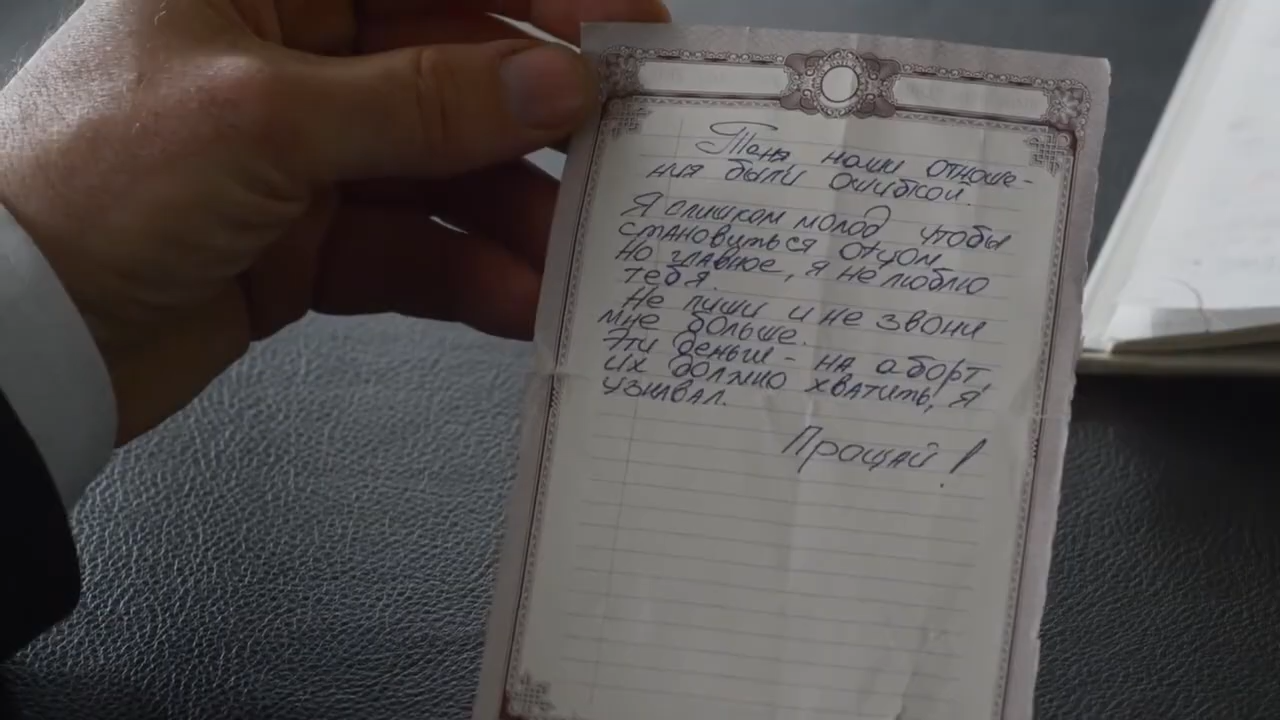 Таня наши отноше-
ния были ошибкой.
Я слишком молод чтобы
становиться отцом
Но главное, я не люблю
тебя.
Не пиши и не звони
мне больше.
Эти деньги - на аборт,
их должно хватить, я
узнавал.
Прощай!